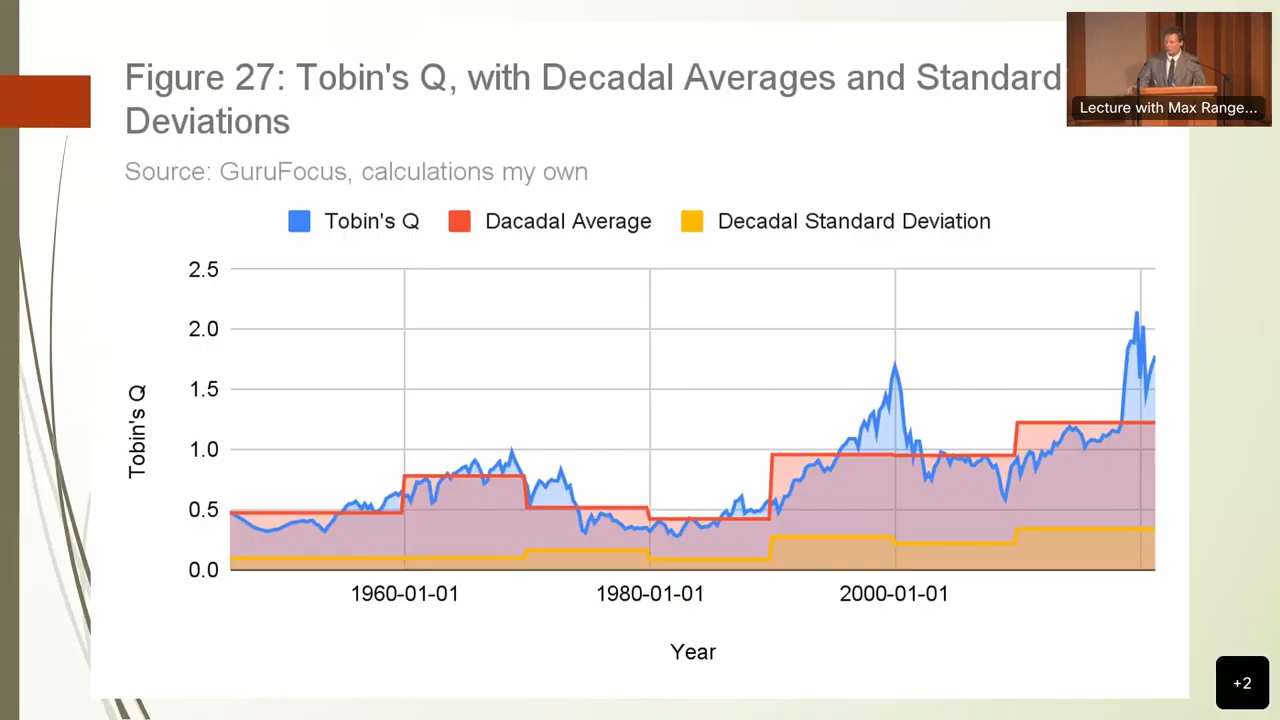 Figure 27: Tobin's Q, with Decadal Averages and Standard
Deviations
Source: GuruFocus, calculations my own
Lecture with Max Range...
Tobin's Q
Dacadal Average
Decadal Standard Deviation
Tobin's Q
2.5
2.0
1.5
1.0
0.5
0.0
1960-01-01
1980-01-01
2000-01-01
Year
+2